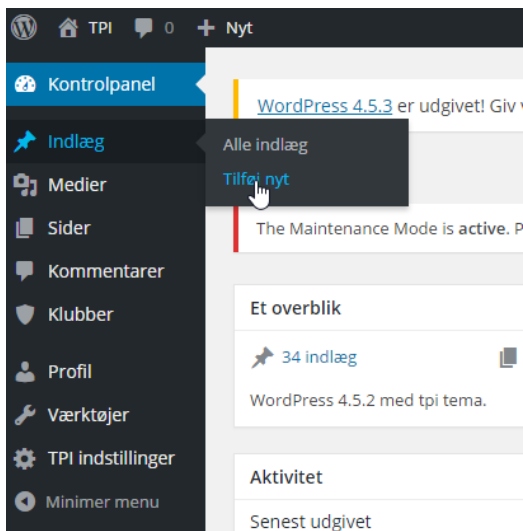 TPI 0 + Nyt
Kontrolpanel
WordPress 4.5.3 er udgivet! Giv
Indlæg
Alle indlæg
Tilføj nyt
Medier
Sider
The Maintenance Mode is active. P
Kommentarer
Klubber
Et overblik
34 indlæg
Profil
WordPress 4.5.2 med tpi tema.
Værktøjer
TPI indstillinger
Aktivitet
Minimer menu
Senest udgivet